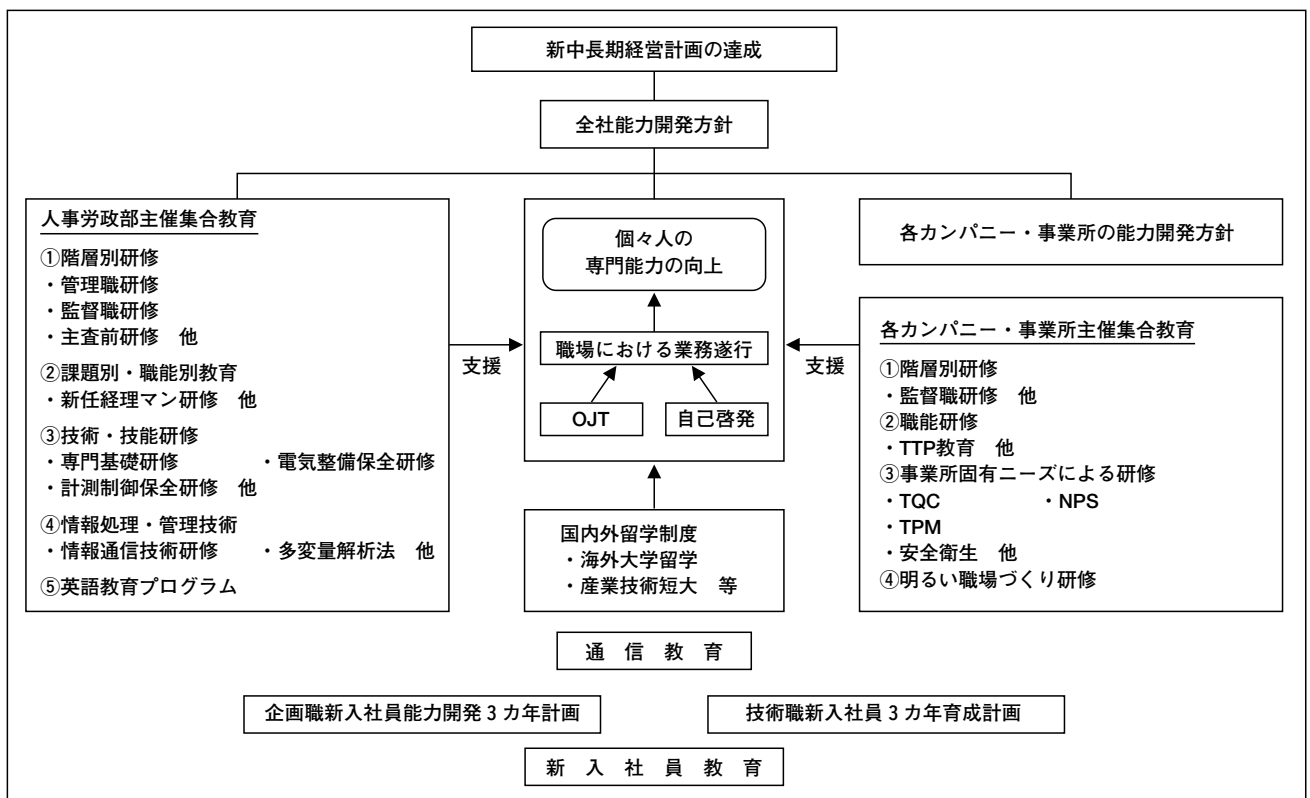 新中長期経営計画の達成
全社能力開発方針
人事労政部主催集合教育
①階層別研修
・管理職研修
・監督職研修
・主査前研修 他
②課題別・職能別教育
・新任経理マン研修 他
③技術・技能研修
・専門基礎研修 ・電気整備保全研修
・計測制御保全研修 他
④情報処理・管理技術
・情報通信技術研修 ・多変量解析法 他
⑤英語教育プログラム
支援
個々人の
専門能力の向上
職場における業務遂行
OJT 自己啓発
国内外留学制度
・海外大学留学
・産業技術短大 等
支援
各カンパニー・事業所の能力開発方針
各カンパニー・事業所主催集合教育
①階層別研修
・監督職研修 他
②職能研修
・TTP教育 他
③事業所固有ニーズによる研修
・TQC ・NPS
・TPM
・安全衛生 他
④明るい職場づくり研修
通信教育
企画職新入社員能力開発3カ年計画 技術職新入社員3カ年育成計画
新入社員教育